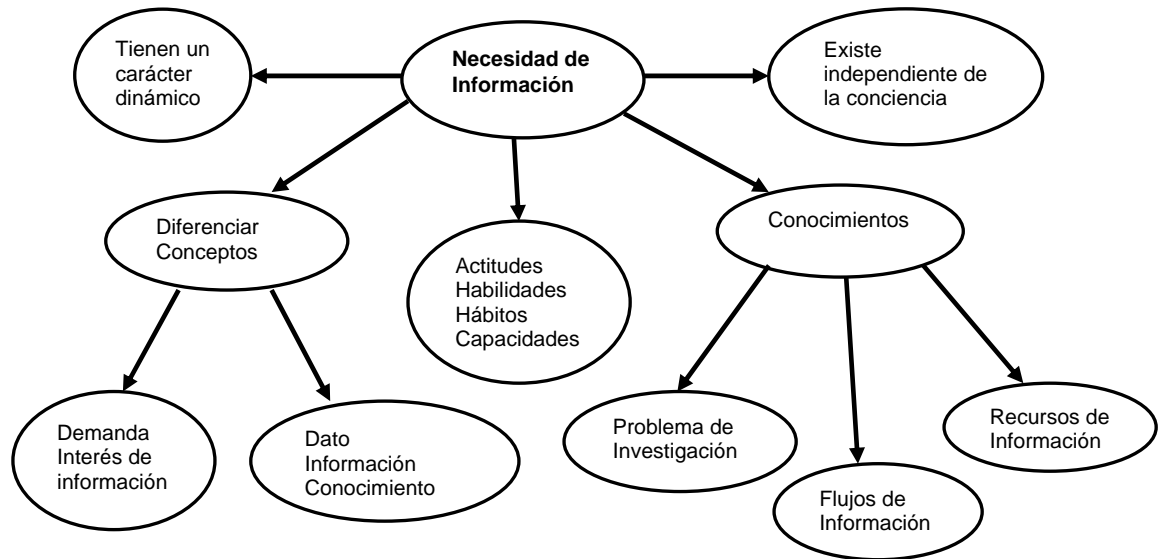 Tienen un
carácter
dinámico
Necesidad de
Información
Existe
independiente de
la conciencia
Diferenciar
Conceptos
Actitudes
Habilidades
Hábitos
Capacidades
Conocimientos
Demanda
Interés de
información
Dato
Información
Conocimiento
Problema de
Investigación
Flujos de
Información
Recursos de
Información